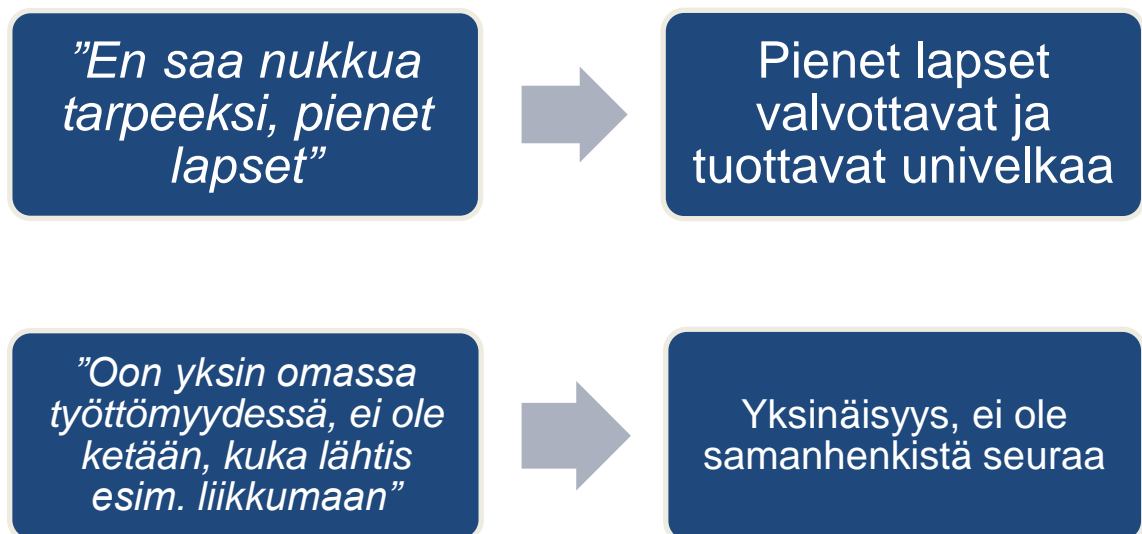 ”En saa nukkua
tarpeeksi, pienet
lapset”
Pienet lapset
valvottavat ja
tuottavat univelkaa
”Oon yksin omassa
työttömyydessä, ei ole
ketään, kuka lähtis
esim. liikkumaan”
Yksinäisyys, ei ole
samanhenkistä seuraa